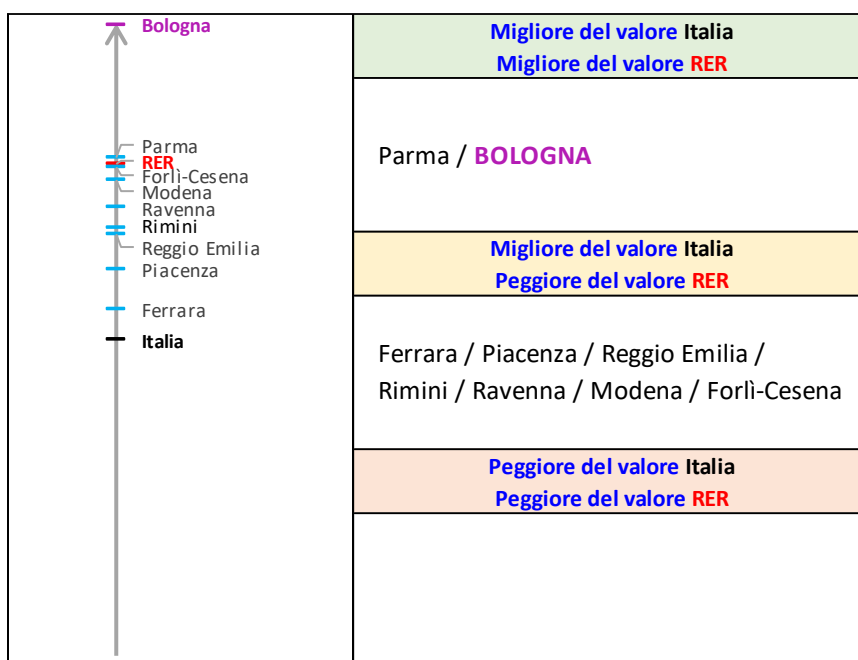 Bologna
Parma
RER
Forlì-Cesena
Modena
Ravenna
Rimini
Reggio Emilia
Piacenza
Ferrara
Italia
Migliore del valore Italia
Migliore del valore RER
Parma / BOLOGNA
Migliore del valore Italia
Peggiore del valore RER
Ferrara / Piacenza / Reggio Emilia /
Rimini / Ravenna / Modena / Forlì-Cesena
Peggiore del valore Italia
Peggiore del valore RER